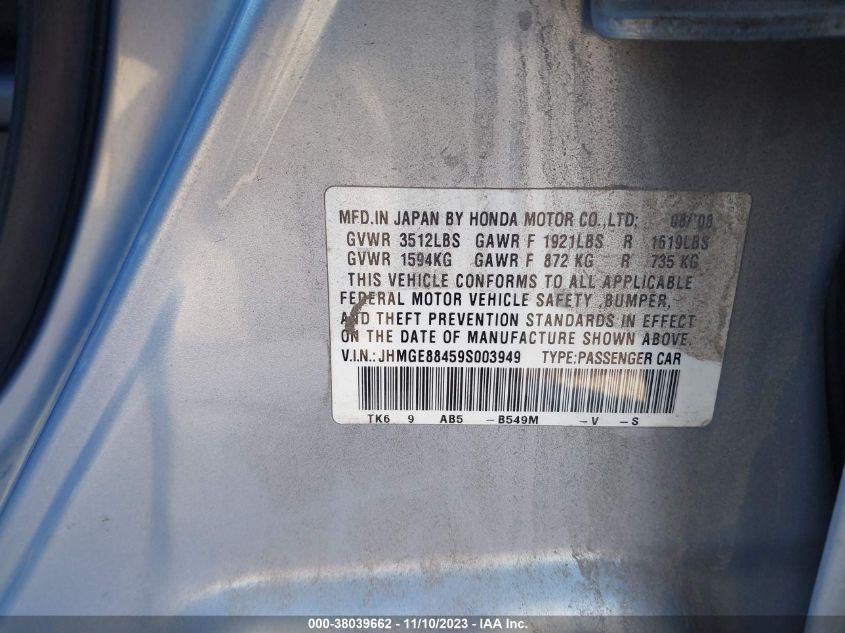 MFD.IN JAPAN BY HONDA MOTOR CO.,LTD; 08/'08
GVWR 3512LBS GAWR F 1921LBS R 1619LBS
GVWR 1594KG GAWR F 872 KG R 735 KG
THIS VEHICLE CONFORMS TO ALL APPLICABLE
FEDERAL MOTOR VEHICLE SAFETY ,BUMPER,
AND THEFT PREVENTION STANDARDS IN EFFECT
ON THE DATE OF MANUFACTURE SHOWN ABOVE.
V.I.N.:JHMGE88459S003949 TYPE:PASSENGER CAR
TK6 9 AB5 -B549M -V -S
000-38039662 - 11/10/2023 - IAA Inc.